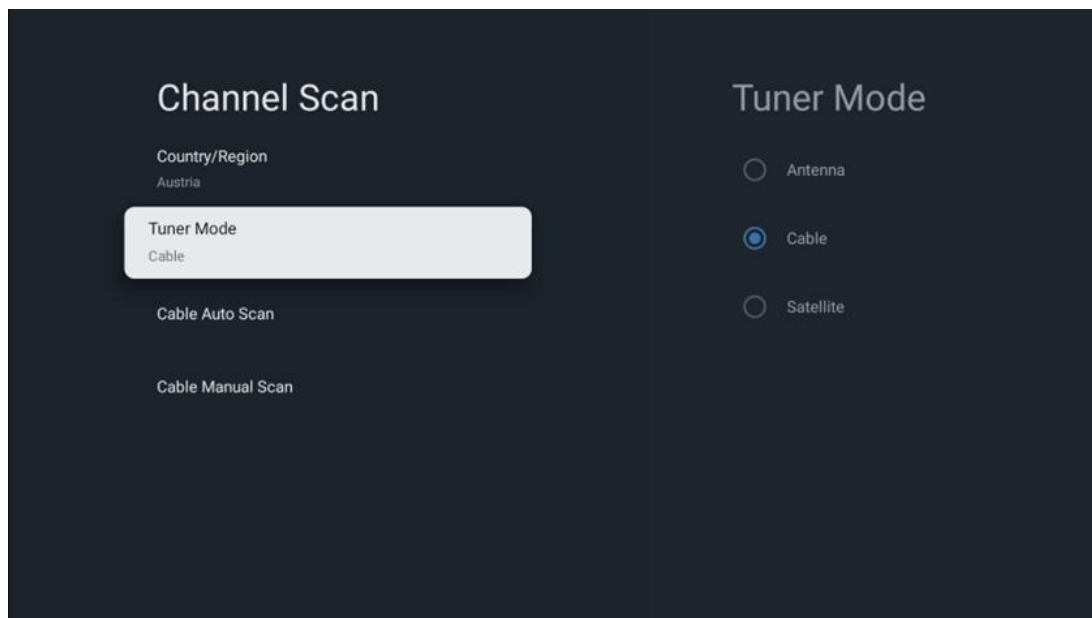 Channel Scan
Country/Region
Austria
Tuner Mode
Cable
Cable Auto Scan
Cable Manual Scan
Tuner Mode
Antenna
Cable
Satellite